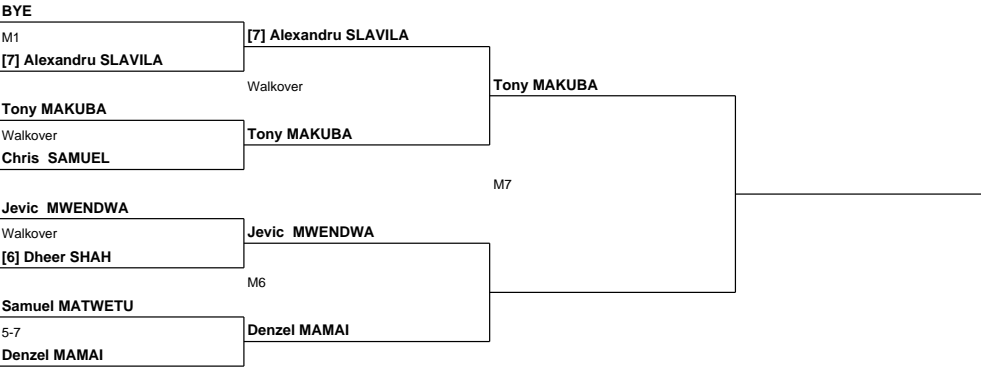 BYE
M1
[7] Alexandru SLAVILA
[7] Alexandru SLAVILA
Walkover
Tony MAKUBA
Tony MAKUBA
Walkover
Chris  SAMUEL
Tony MAKUBA
M7
Jevic  MWENDWA
Walkover
[6] Dheer SHAH
Jevic  MWENDWA
M6
Samuel MATWETU
5-7
Denzel MAMAI
Denzel MAMAI